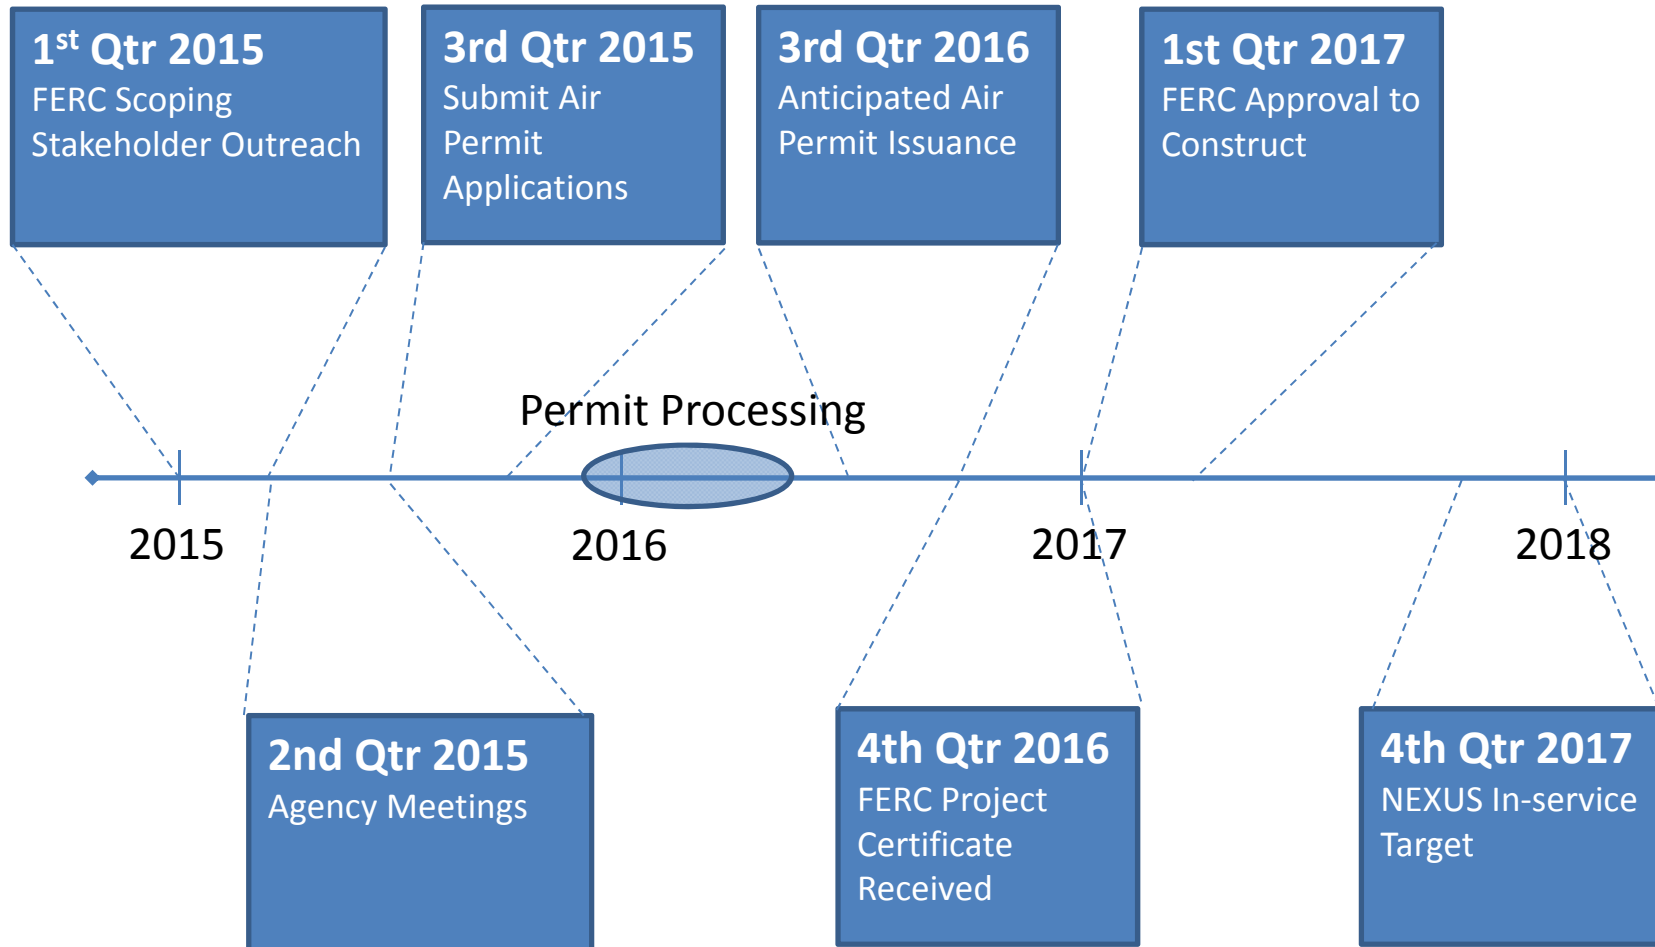 1st Qtr 2015
FERC Scoping
Stakeholder Outreach
3rd Qtr 2015
Submit Air
Permit
Applications
3rd Qtr 2016
Anticipated Air
Permit Issuance
1st Qtr 2017
FERC Approval to
Construct
Permit Processing
2015
2016
2017
2018
2nd Qtr 2015
Agency Meetings
4th Qtr 2016
FERC Project
Certificate
Received
4th Qtr 2017
NEXUS In-service
Target